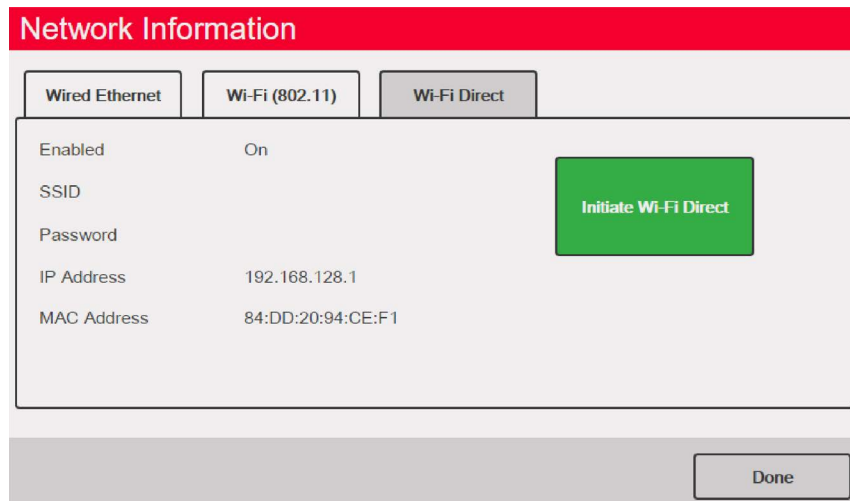 Network Information
Wired Ethernet Wi-Fi (802.11) Wi-Fi Direct
Enabled On
SSID
Initiate Wi-Fi Direct
Password
IP Address 192.168.128.1
MAC Address 84:DD:20:94:CE:F1
Done